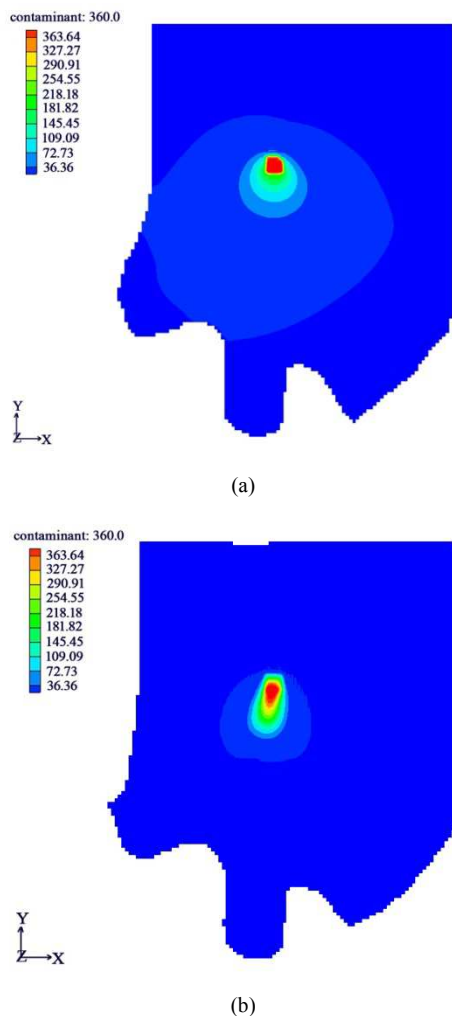 contaminant: 360.0
363.64
327.27
290.91
254.55
218.18
181.82
145.45
109.09
72.73
36.36
Y
Z X
(a)
contaminant: 360.0
363.64
327.27
290.91
254.55
218.18
181.82
145.45
109.09
72.73
36.36
Y
Z X
(b)